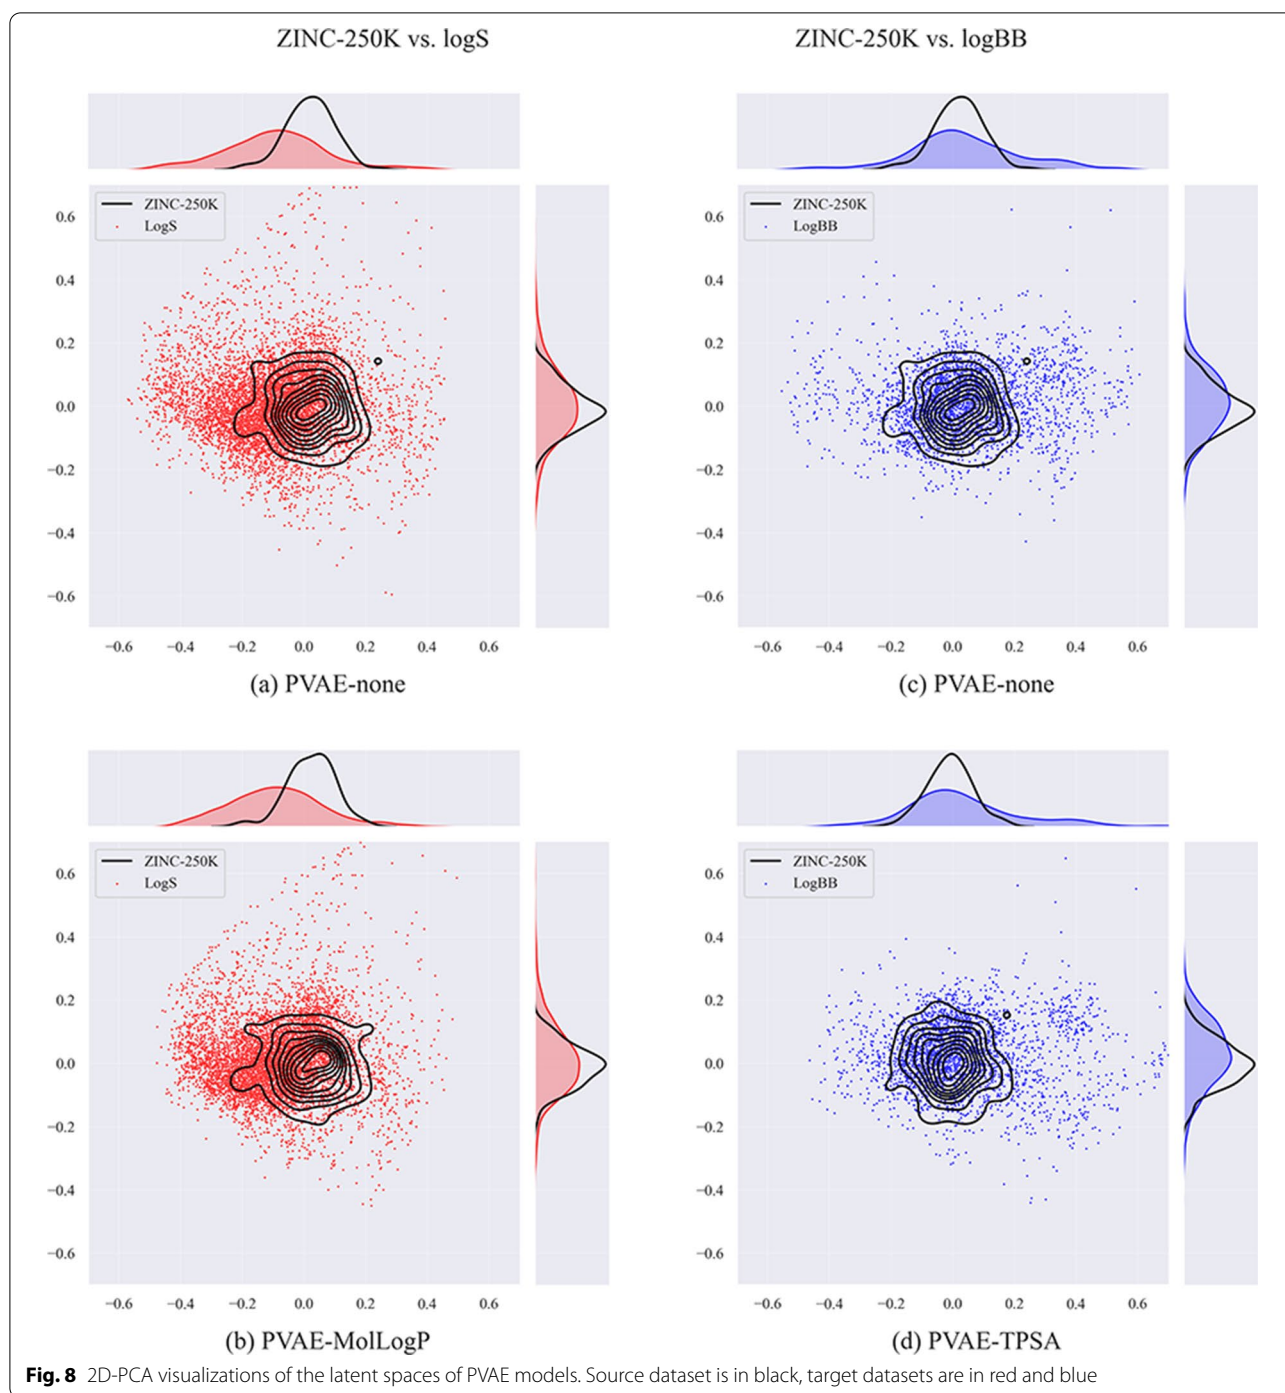 ZINC-250K vs. logS
ZINC-250K vs. logBB
ZINC-250K
LogS
0.6
0.4
0.2
0.0
−0.2
−0.4
−0.6
−0.6 −0.4 −0.2 0.0 0.2 0.4 0.6
(a) PVAE-none
ZINC-250K
LogBB
0.6
0.4
0.2
0.0
−0.2
−0.4
−0.6
−0.6 −0.4 −0.2 0.0 0.2 0.4 0.6
(c) PVAE-none
ZINC-250K
LogS
0.6
0.4
0.2
0.0
−0.2
−0.4
−0.6
−0.6 −0.4 −0.2 0.0 0.2 0.4 0.6
(b) PVAE-MolLogP
ZINC-250K
LogBB
0.6
0.4
0.2
0.0
−0.2
−0.4
−0.6
−0.6 −0.4 −0.2 0.0 0.2 0.4 0.6
(d) PVAE-TPSA
Fig. 8 2D-PCA visualizations of the latent spaces of PVAE models. Source dataset is in black, target datasets are in red and blue